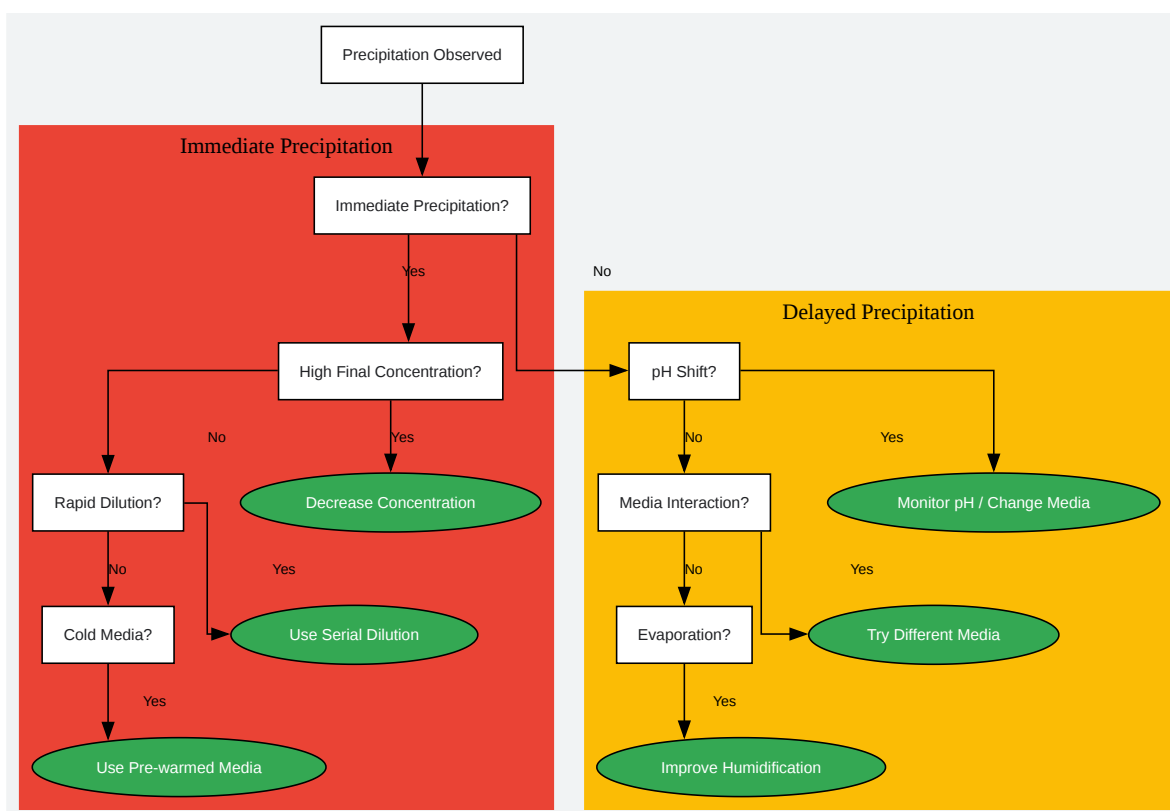 Precipitation Observed
Immediate Precipitation
Immediate Precipitation?
Yes
No
Delayed Precipitation
High Final Concentration?
pH Shift?
No
Yes
No
Yes
Rapid Dilution?
Decrease Concentration
Media Interaction?
Monitor pH / Change Media
No
Yes
No
Yes
Cold Media?
Use Serial Dilution
Evaporation?
Try Different Media
Yes
Yes
Use Pre-warmed Media
Improve Humidification